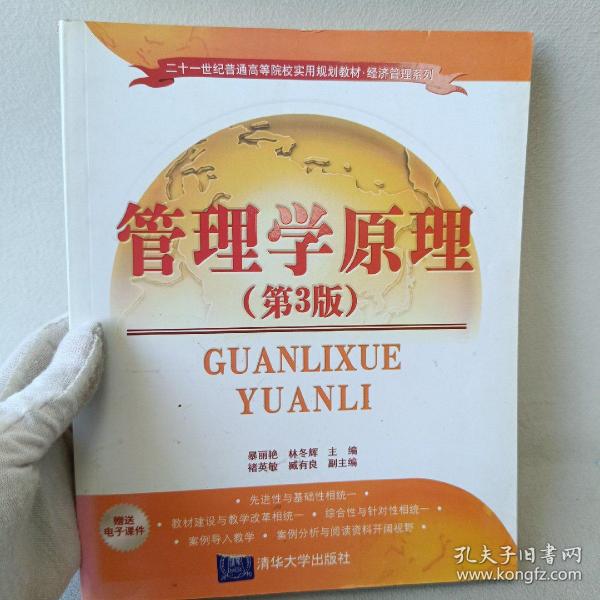 二十一世纪普通高等院校实用规划教材·经济管理系列
管理学原理
(第3版)
GUANLIXUE
YUANLI
暴丽艳 林冬辉 主 编
褚英敏 臧有良 副主编
• 先进性与基础性相统一 •
教材建设与教学改革相统一 • 综合性与针对性相统一 •
• 案例导入教学 • 案例分析与阅读资料开阔视野 •
赠送
电子课件
清华大学出版社
孔夫子旧书网
www.kongfz.com